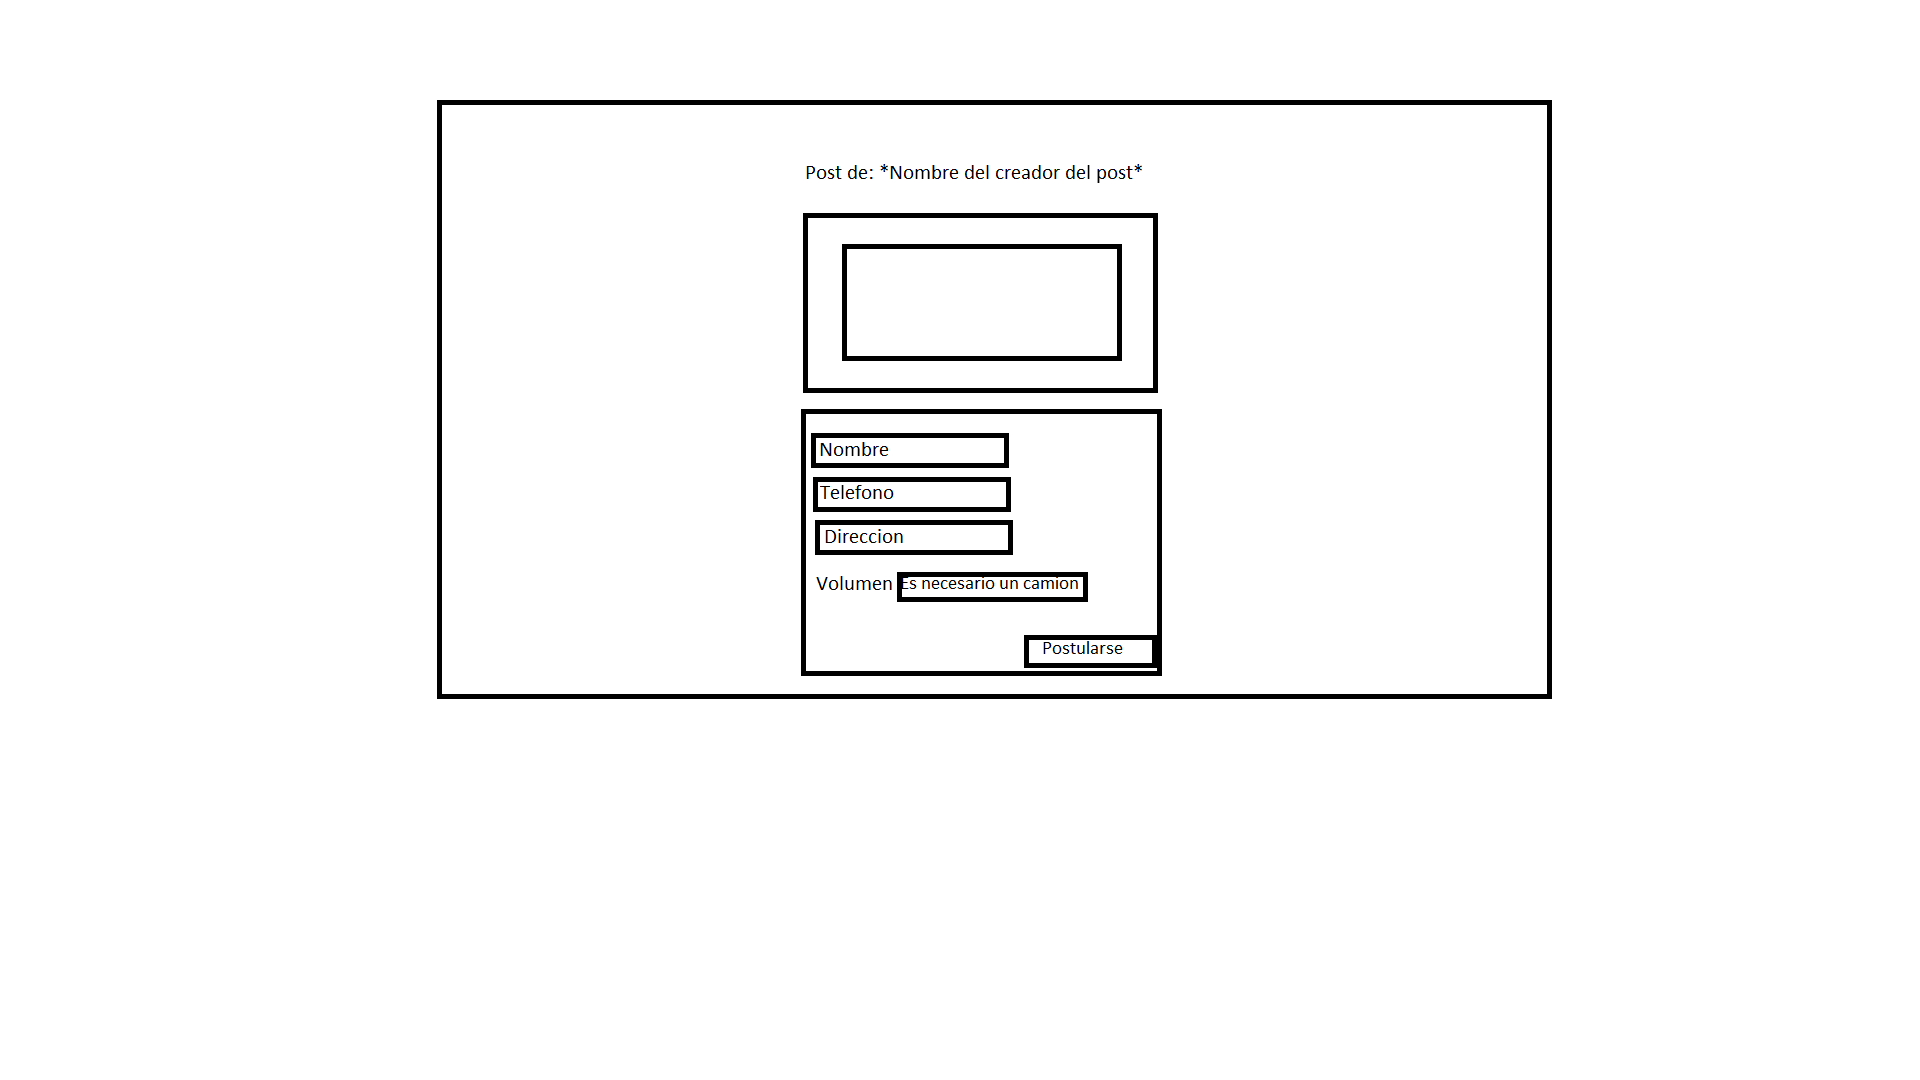 Post de: *Nombre del creador del post*
Nombre
Telefono
Direccion
Volumen Es necesario un camion
Postularse